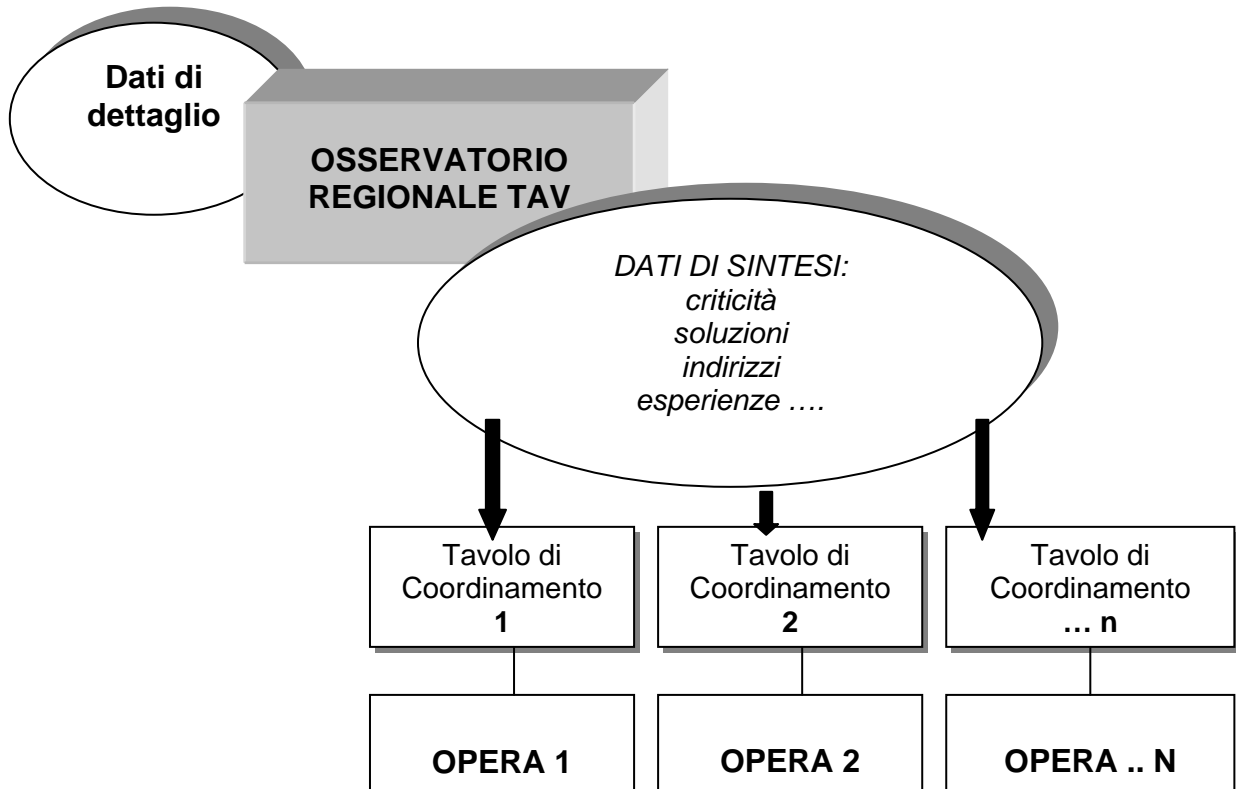 Dati di
dettaglio
OSSERVATORIO
REGIONALE TAV
DATI DI SINTESI:
criticità
soluzioni
indirizzi
esperienze ….
Tavolo di
Coordinamento
1
Tavolo di
Coordinamento
2
Tavolo di
Coordinamento
… n
OPERA 1
OPERA 2
OPERA .. N